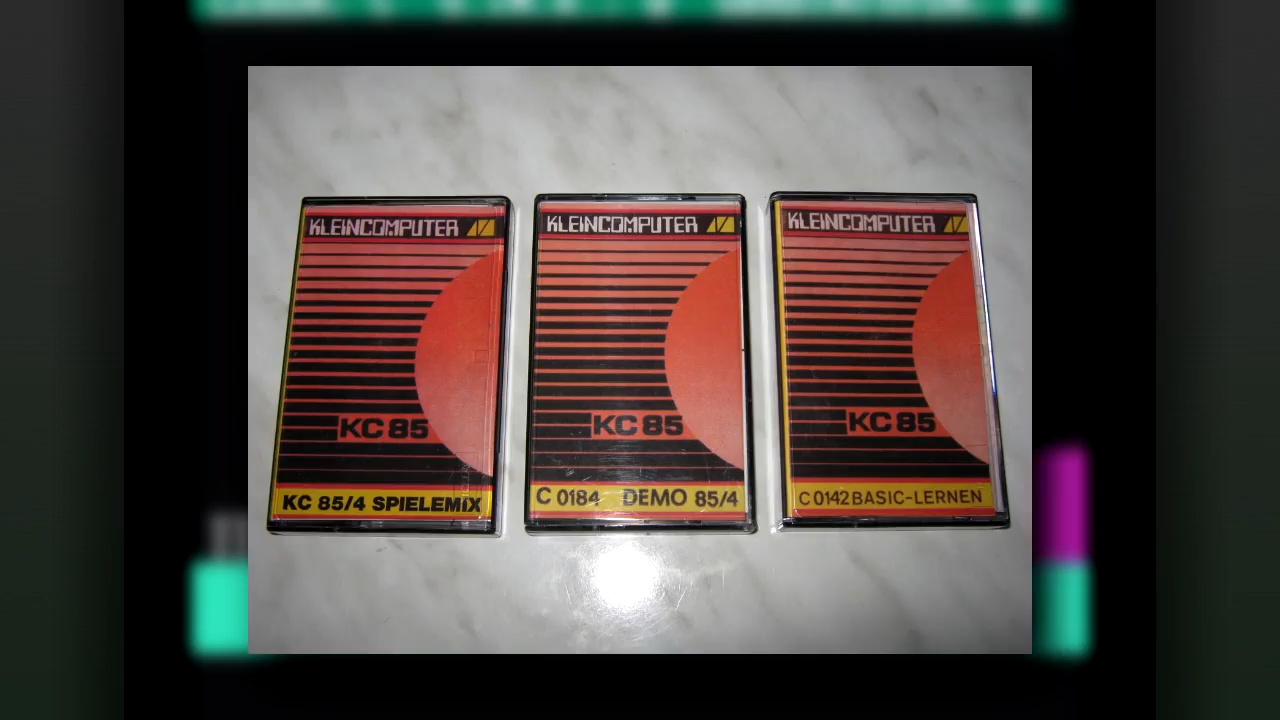 KLEINCOMPUTER
KC 85
KC 85/4 SPIELEMIX
KLEINCOMPUTER
KC 85
C 0184 DEMO 85/4
KLEINCOMPUTER
KC 85
C 0142 BASIC-LERNEN